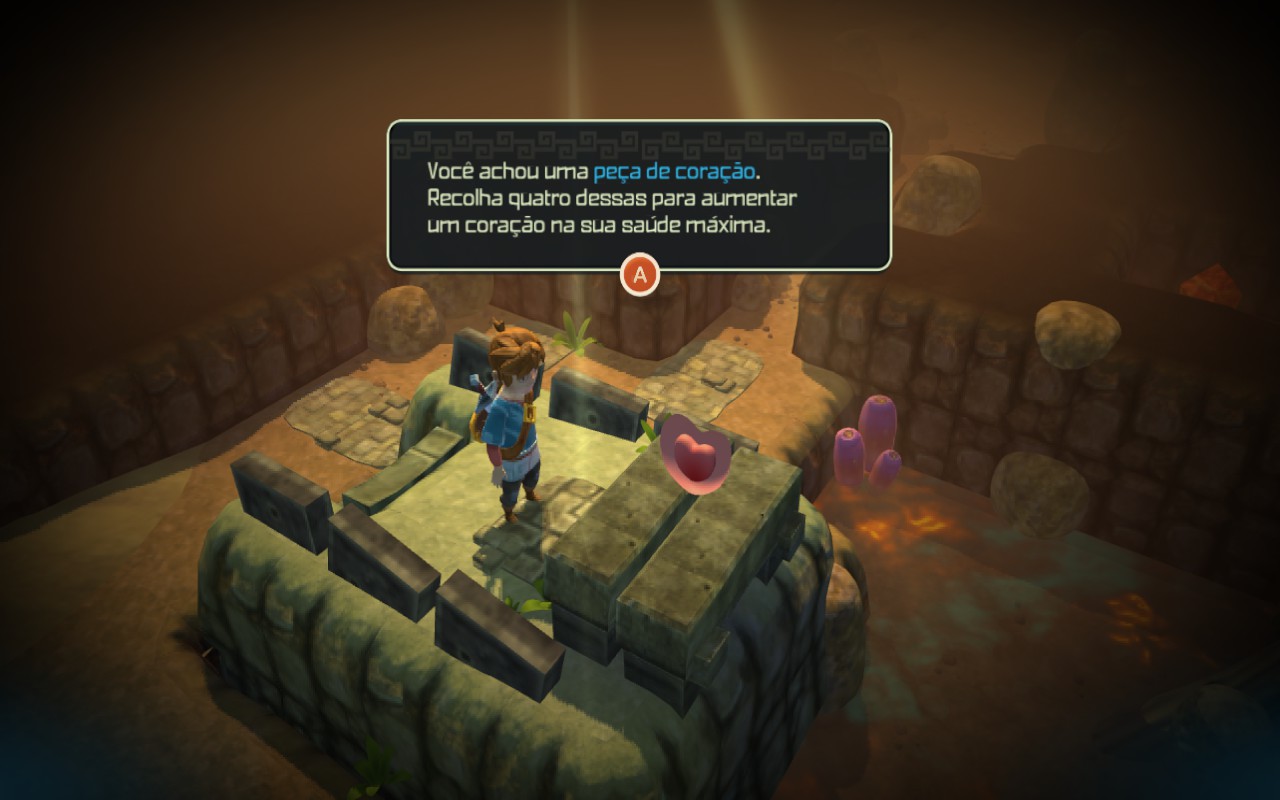 Você achou uma peça de coração.
Recolha quatro dessas para aumentar
um coração na sua saúde máxima.
A